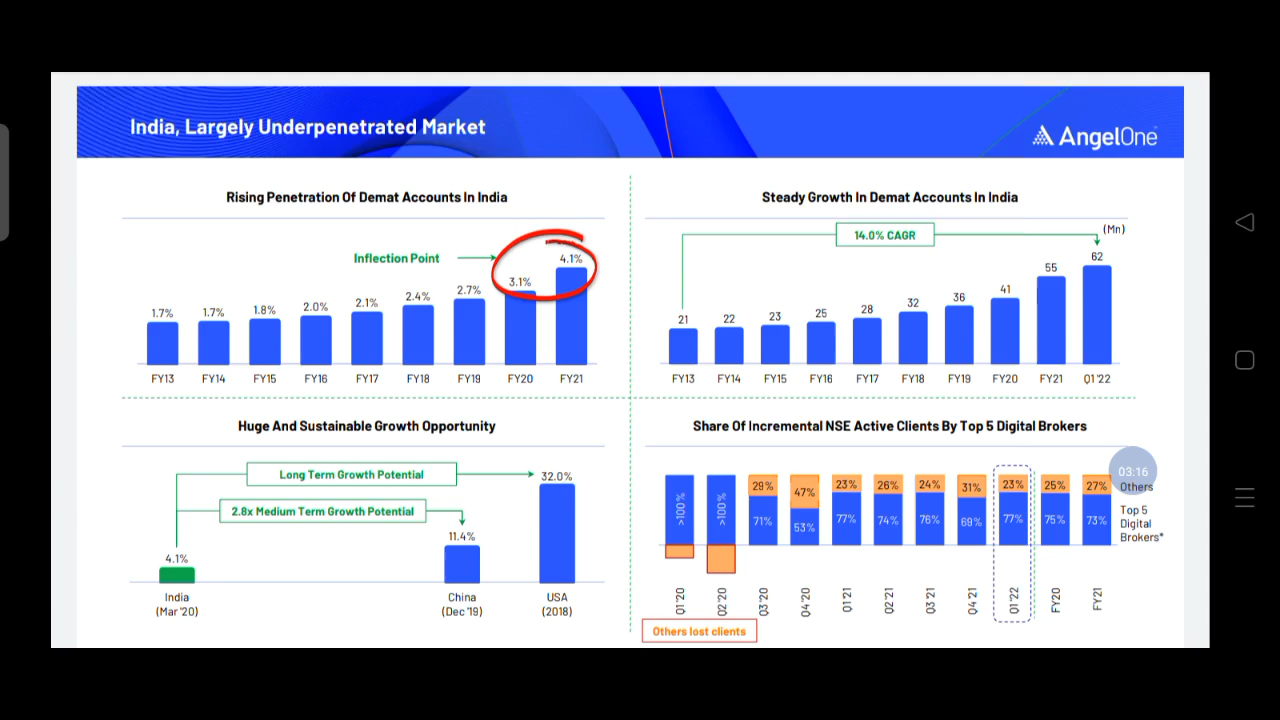 India, Largely Underpenetrated Market
AngelOne
Rising Penetration Of Demat Accounts In India
Inflection Point
1.7% 1.7% 1.8% 2.0% 2.1% 2.4% 2.7% 3.1% 4.1%
FY13 FY14 FY15 FY16 FY17 FY18 FY19 FY20 FY21
Steady Growth In Demat Accounts In India
(Mn)
14.0% CAGR
21 22 23 25 28 32 36 41 55 62
FY13 FY14 FY15 FY16 FY17 FY18 FY19 FY20 FY21 Q1 '22
Huge And Sustainable Growth Opportunity
Long Term Growth Potential
2.8x Medium Term Growth Potential
4.1% 11.4% 32.0%
India China USA
(Mar '20) (Dec '19) (2018)
Share Of Incremental NSE Active Clients By Top 5 Digital Brokers
03:16
>100% >100% 29% 47% 23% 26% 24% 31% 23% 25% 27%
Others
71% 53% 77% 74% 76% 69% 77% 75% 73%
Top 5
Digital
Brokers*
Q1 '20 Q2 '20 Q3 '20 Q4 '20 Q1 '21 Q2 '21 Q3 '21 Q4 '21 Q1 '22 FY20 FY21
Others lost clients